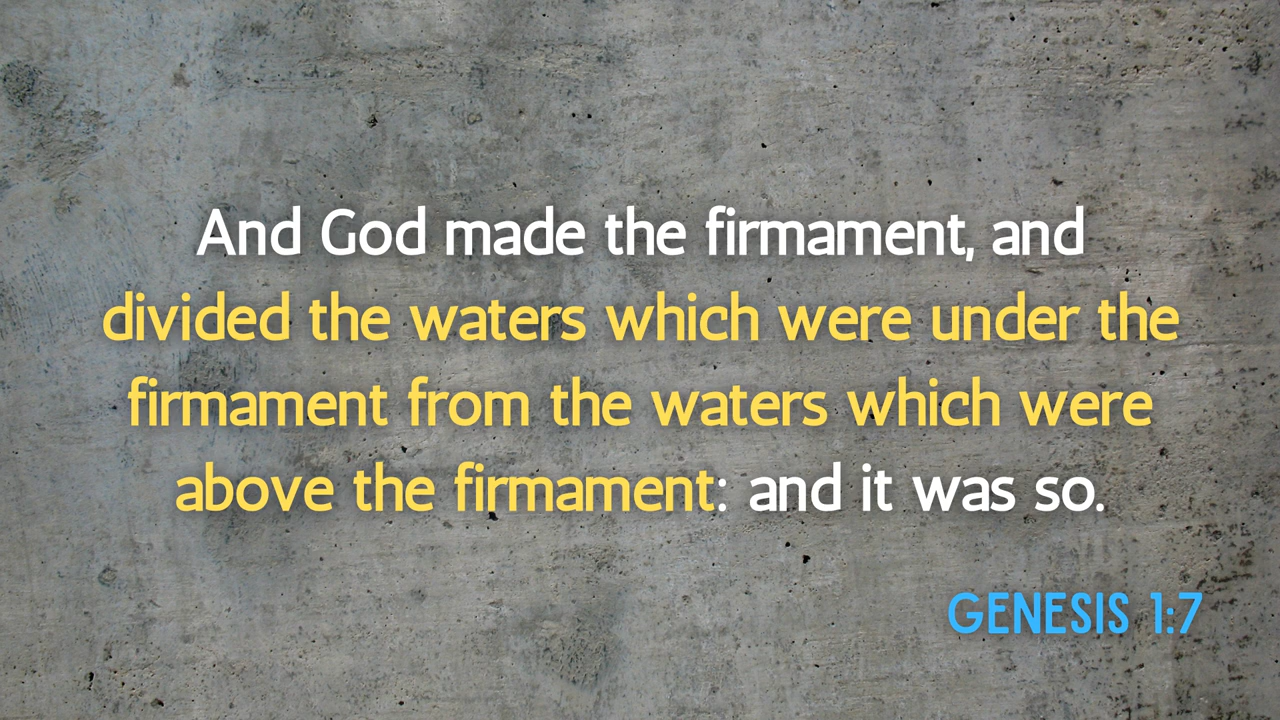 And God made the firmament, and
divided the waters which were under the
firmament from the waters which were
above the firmament: and it was so.
GENESIS 1:7